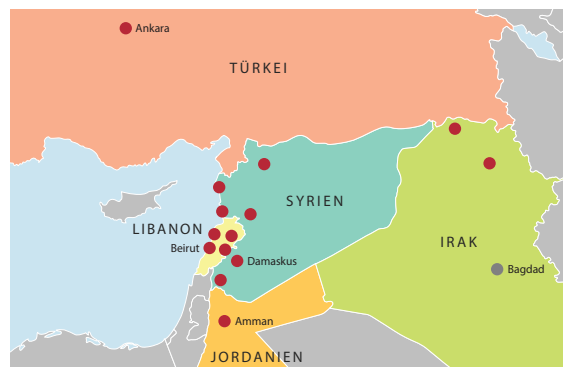 Ankara
TÜRKEI
SYRIEN
LIBANON
Beirut
IRAK
Damaskus
Bagdad
Amman
JORDANIEN